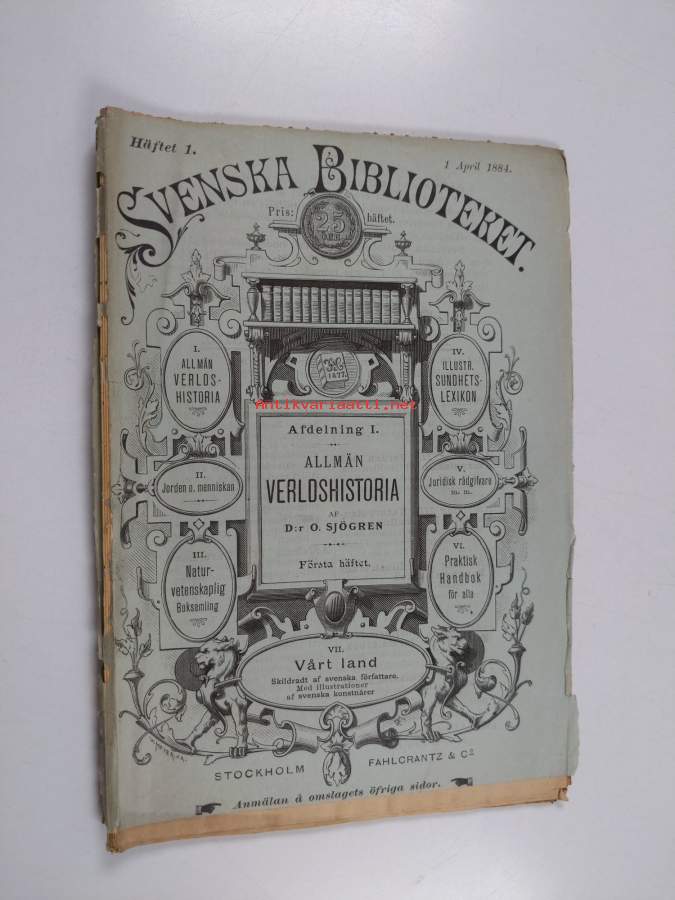 Häftet 1.
1 April 1884.
SVENSKA BIBLIOTEKET.
Pris: 25 ÖRE häftet.
1877.
I.
ALLMÄN
VERLDS-
HISTORIA
IV.
ILLUSTR.
SUNDHETS-
LEXIKON
Antikvariaatti.net
Afdelning I.
ALLMÄN
VERLDSHISTORIA
AF
D:r O. SJÖGREN
Första häftet.
II.
Jorden o. menniskan
V.
Juridisk rådgifvare
m. m.
III.
Natur-
vetenskaplig
Boksamling
VI.
Praktisk
Handbok
för alla
VII.
Vårt land
Skildradt af svenska författare.
Med illustrationer
af svenska konstnärer
STOCKHOLM FAHLCRANTZ & Co
Anmälan å omslagets öfriga sidor.